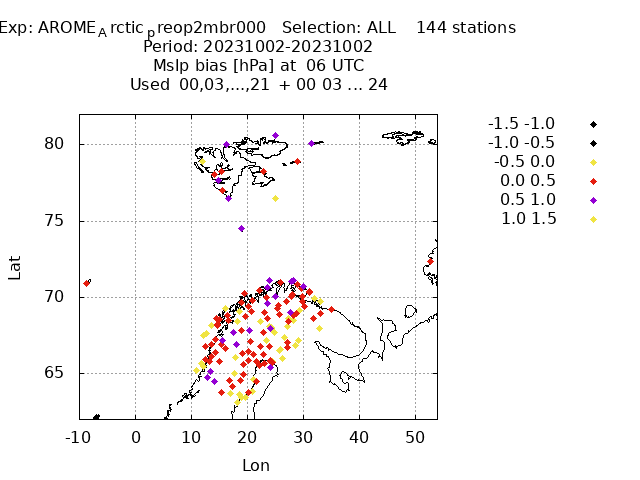 Exp: AROME_Arctic_preop2mbr000 Selection: ALL 144 stations
Period: 20231002-20231002
Mslp bias [hPa] at 06 UTC
Used 00,03,...,21 + 00 03 ... 24
-1.5 -1.0
-1.0 -0.5
-0.5 0.0
0.0 0.5
0.5 1.0
1.0 1.5
80
75
70
65
Lat
-10 0 10 20 30 40 50
Lon